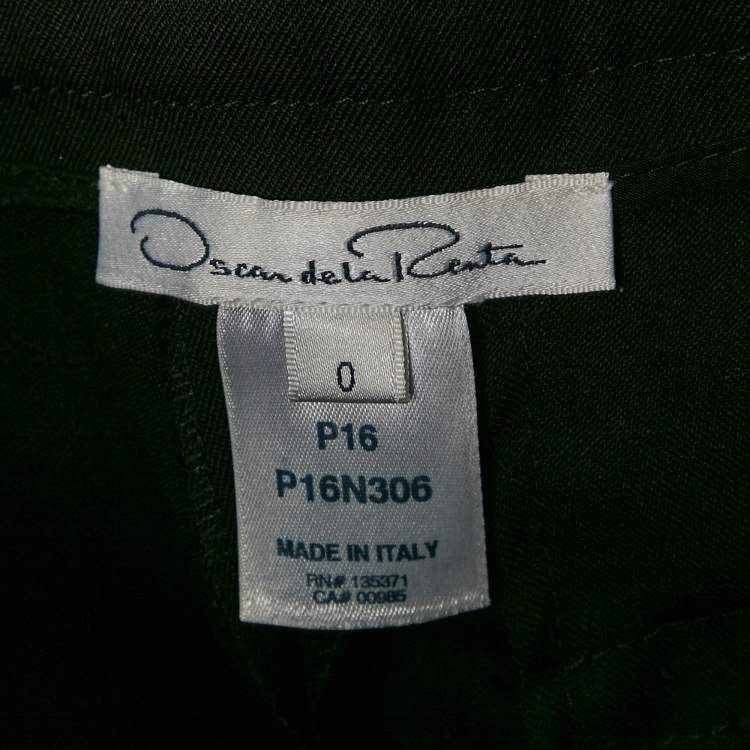 Oscar de la Renta
0
P16
P16N306
MADE IN ITALY
RN# 135371
CA# 00985